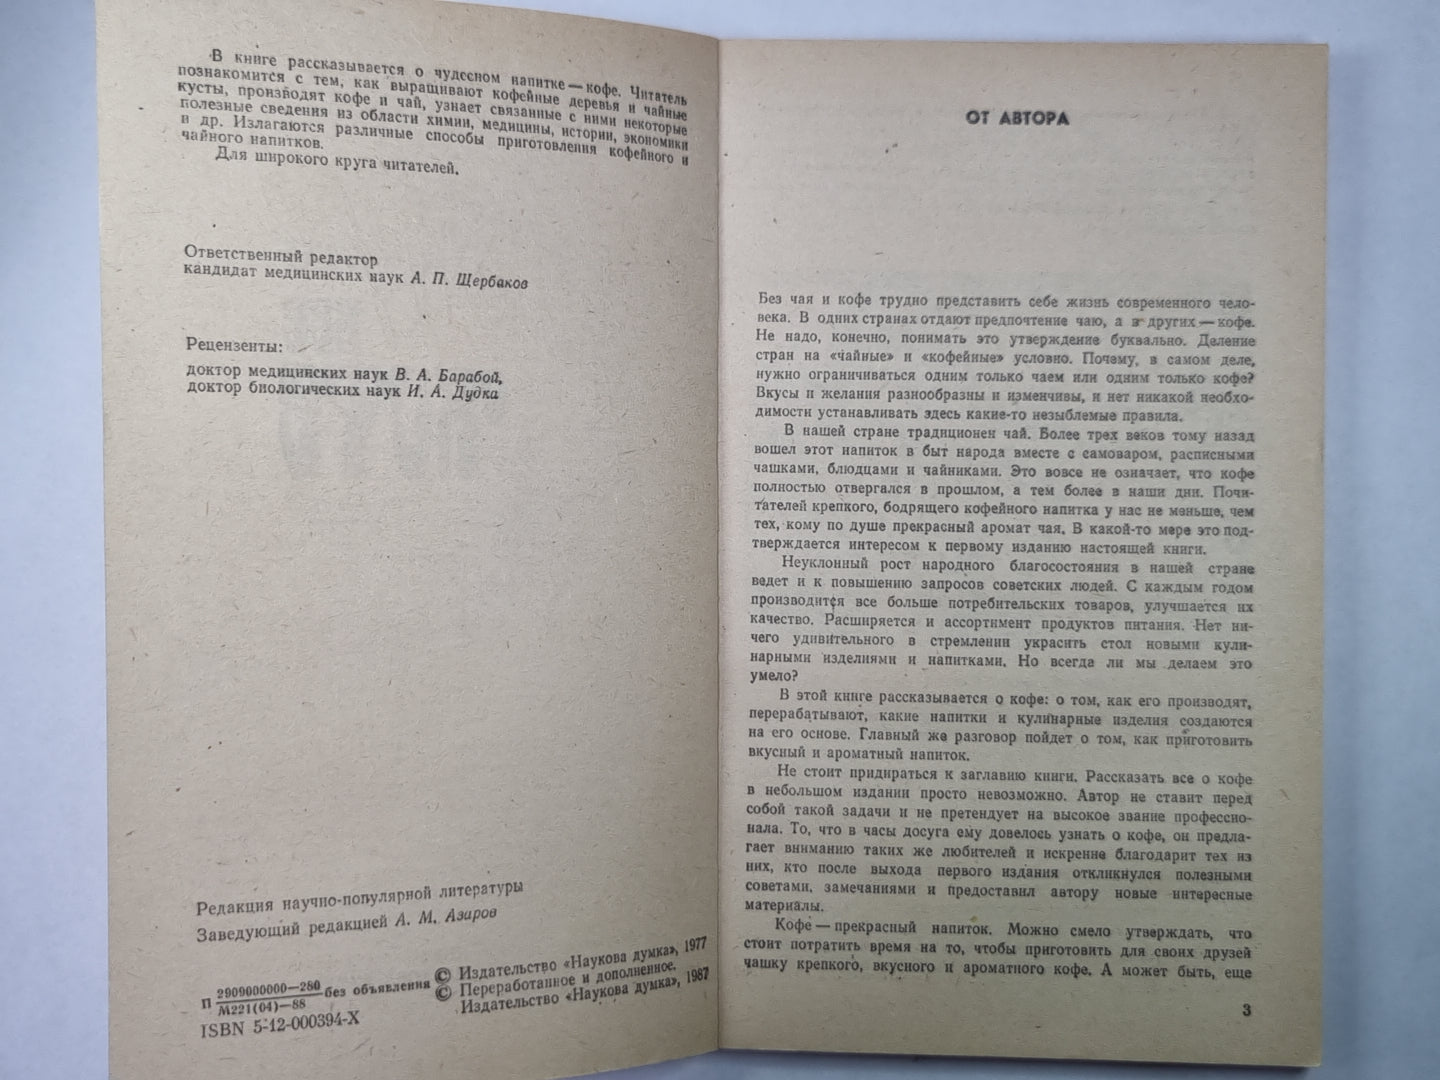 В книге рассказывается о чудесном напитке — кофе. Читатель
познакомится с тем, как выращивают кофейные деревья и чайные
кусты, производят кофе и чай, узнает связанные с ними некоторые
полезные сведения из области химии, медицины, истории, экономики
и др. Излагаются различные способы приготовления кофейного и
чайного напитков.
Для широкого круга читателей.
Ответственный редактор
кандидат медицинских наук А. П. Щербаков
Рецензенты:
доктор медицинских наук В. А. Барабой,
доктор биологических наук И. А. Дудка
Редакция научно-популярной литературы
Заведующий редакцией А. М. Азаров
П 2909000000—280 без объявления
М221(04)—88
ISBN 5-12-000394-X
© Издательство «Наукова думка», 1977
© Переработанное и дополненное.
Издательство «Наукова думка», 1987
ОТ АВТОРА
Без чая и кофе трудно представить себе жизнь современного чело-
века. В одних странах отдают предпочтение чаю, а в других — кофе.
Не надо, конечно, понимать это утверждение буквально. Деление
стран на «чайные» и «кофейные» условно. Почему, в самом деле,
нужно ограничиваться одним только чаем или одним только кофе?
Вкусы и желания разнообразны и изменчивы, и нет никакой необхо-
димости устанавливать здесь какие-то незыблемые правила.
В нашей стране традиционен чай. Более трех веков тому назад
вошел этот напиток в быт народа вместе с самоваром, расписными
чашками, блюдцами и чайниками. Это вовсе не означает, что кофе
полностью отвергался в прошлом, а тем более в наши дни. Почи-
тателей крепкого, бодрящего кофейного напитка у нас не меньше, чем
тех, кому по душе прекрасный аромат чая. В какой-то мере это под-
тверждается интересом к первому изданию настоящей книги.
Неуклонный рост народного благосостояния в нашей стране
ведет и к повышению запросов советских людей. С каждым годом
производится все больше потребительских товаров, улучшается их
качество. Расширяется и ассортимент продуктов питания. Нет ни-
чего удивительного в стремлении украсить стол новыми кули-
нарными изделиями и напитками. Но всегда ли мы делаем это
умело?
В этой книге рассказывается о кофе: о том, как его производят,
перерабатывают, какие напитки и кулинарные изделия создаются
на его основе. Главный же разговор пойдет о том, как приготовить
вкусный и ароматный напиток.
Не стоит придираться к заглавию книги. Рассказать все о кофе
в небольшом издании просто невозможно. Автор не ставит перед
собой такой задачи и не претендует на высокое звание профессио-
нала. То, что в часы досуга ему довелось узнать о кофе, он предла-
гает вниманию таких же любителей и искренне благодарит тех из
них, кто после выхода первого издания откликнулся полезными
советами, замечаниями и предоставил автору новые интересные
материалы.
Кофе — прекрасный напиток. Можно смело утверждать, что
стоит потратить время на то, чтобы приготовить для своих друзей
чашку крепкого, вкусного и ароматного кофе. А может быть, еще
3